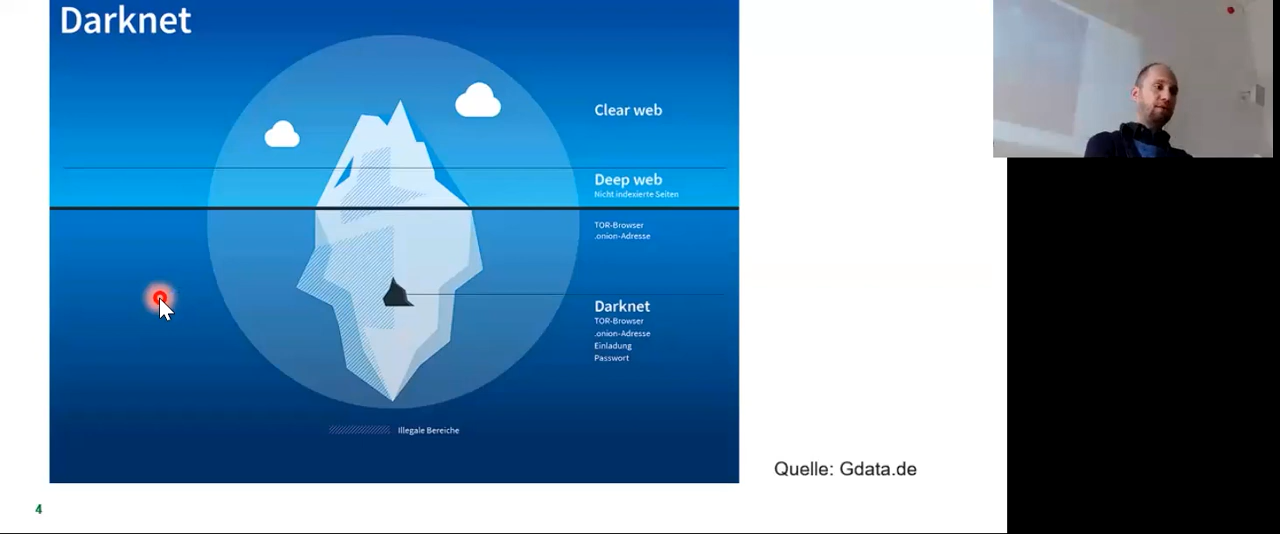 Darknet
Clear web
Deep web
Nicht indexierte Seiten
TOR-Browser
.onion-Adresse
Darknet
TOR-Browser
.onion-Adresse
Einladung
Passwort
Illegale Bereiche
Quelle: Gdata.de
4